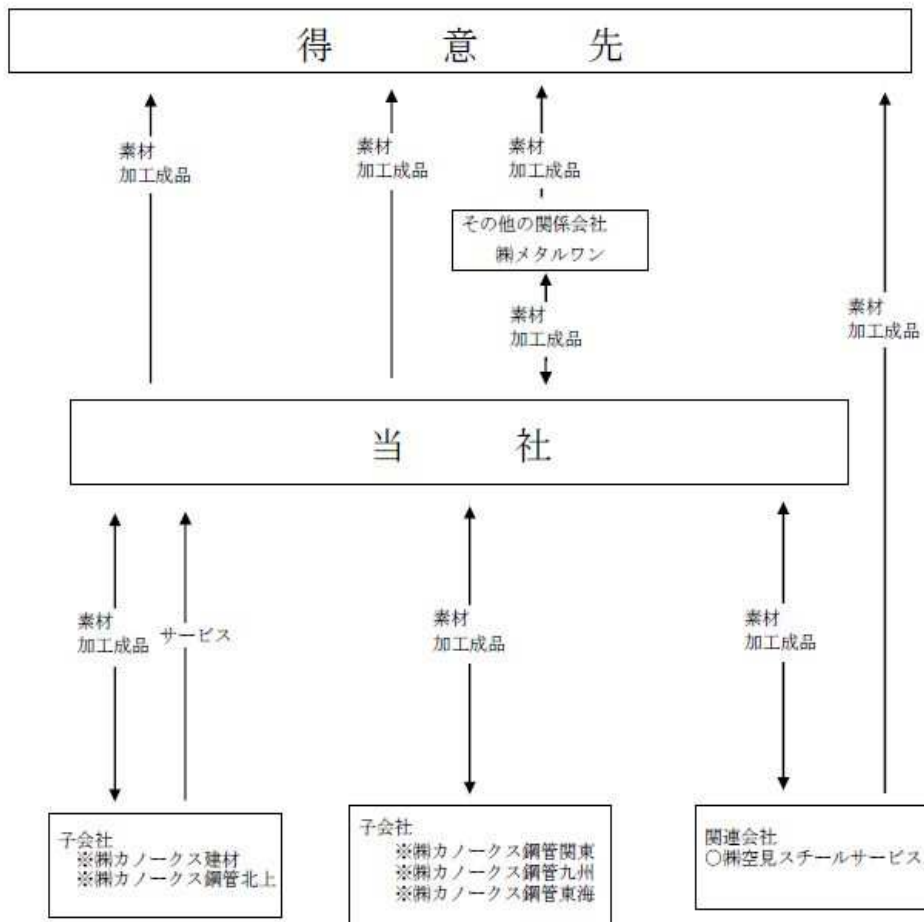 得意先
素材
加工成品
素材
加工成品
素材
加工成品
その他の関係会社
㈱メタルワン
素材
加工成品
素材
加工成品
当社
素材
加工成品
サービス
素材
加工成品
素材
加工成品
子会社
※㈱カノークス建材
※㈱カノークス鋼管北上
子会社
※㈱カノークス鋼管関東
※㈱カノークス鋼管九州
※㈱カノークス鋼管東海
関連会社
○㈱空見スチールサービス